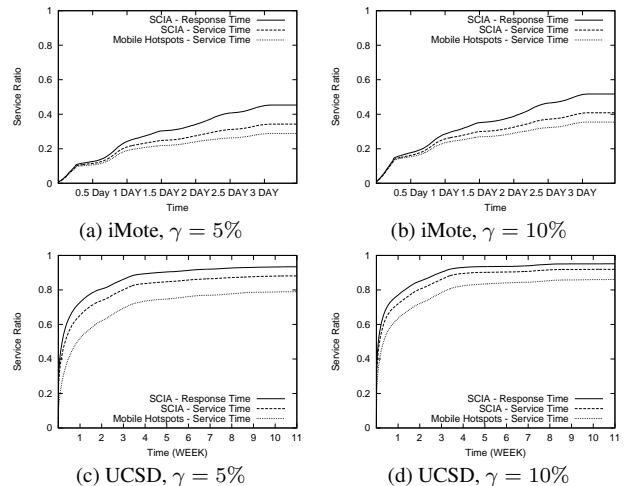 SCIA - Response Time
SCIA - Service Time
Mobile Hotspots - Service Time
Service Ratio
1
0.8
0.6
0.4
0.2
0
0.5 Day 1 DAY 1.5 DAY 2 DAY 2.5 DAY 3 DAY
Time
(a) iMote, γ = 5%
SCIA - Response Time
SCIA - Service Time
Mobile Hotspots - Service Time
Service Ratio
1
0.8
0.6
0.4
0.2
0
0.5 Day 1 DAY 1.5 DAY 2 DAY 2.5 DAY 3 DAY
Time
(b) iMote, γ = 10%
Service Ratio
1
0.8
0.6
0.4
0.2
0
SCIA - Response Time
SCIA - Service Time
Mobile Hotspots - Service Time
1 2 3 4 5 6 7 8 9 10 11
Time (WEEK)
(c) UCSD, γ = 5%
Service Ratio
1
0.8
0.6
0.4
0.2
0
SCIA - Response Time
SCIA - Service Time
Mobile Hotspots - Service Time
1 2 3 4 5 6 7 8 9 10 11
Time (WEEK)
(d) UCSD, γ = 10%